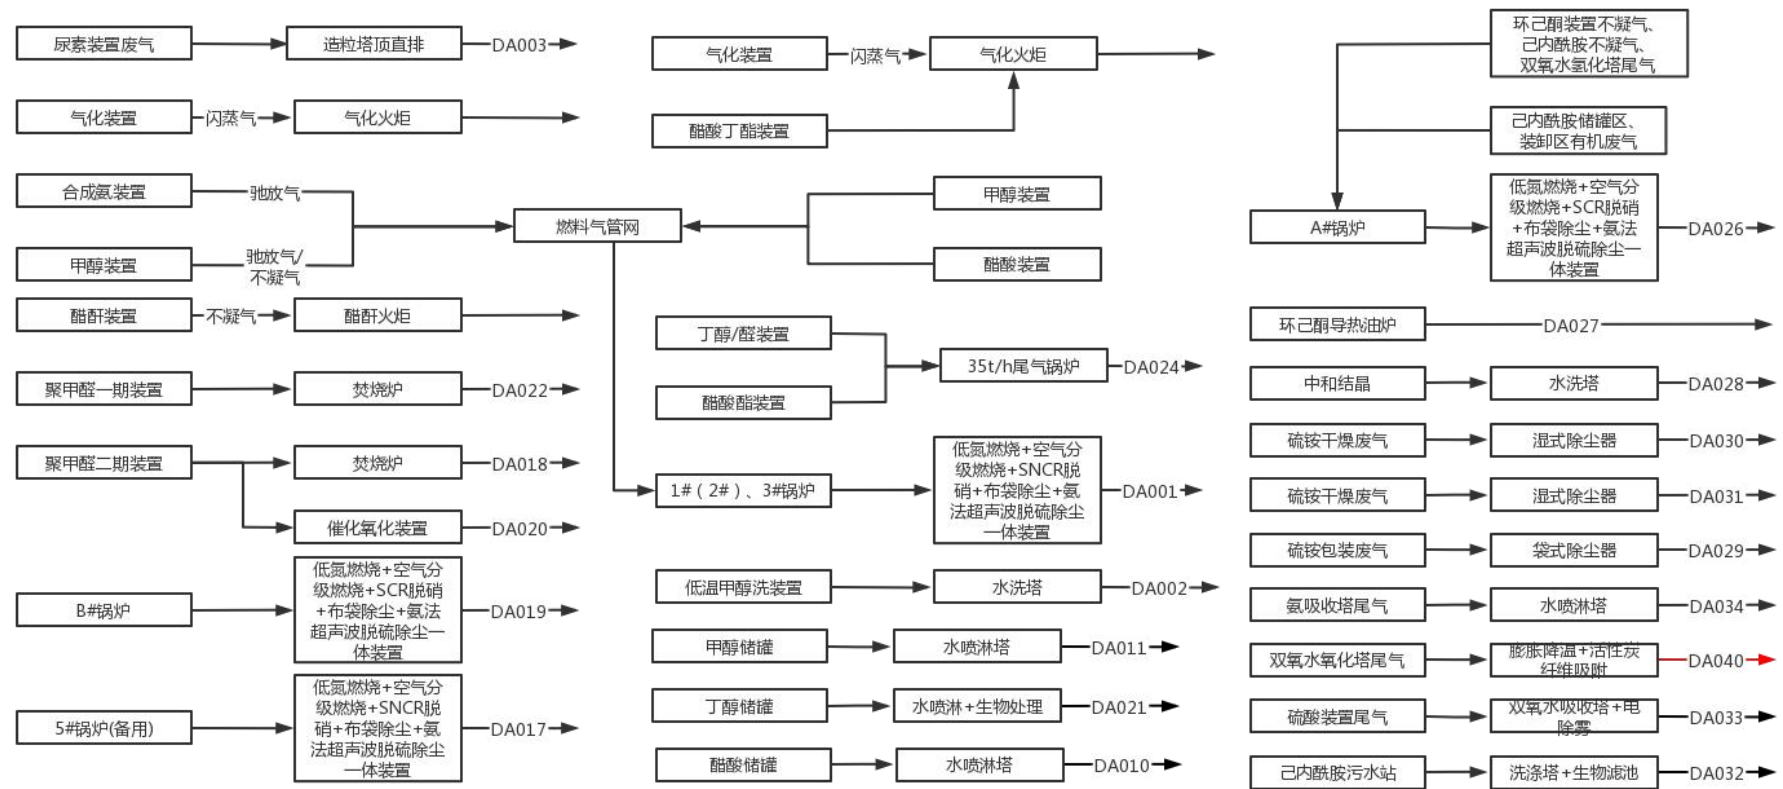 尿素装置废气
造粒塔顶直排
DA003
气化装置
闪蒸气
气化火炬
合成氨装置
驰放气
甲醇装置
驰放气/
不凝气
醋酐装置
不凝气
醋酐火炬
聚甲醛一期装置
焚烧炉
DA022
聚甲醛二期装置
焚烧炉
DA018
催化氧化装置
DA020
B#锅炉
低氮燃烧+空气分
级燃烧+SCR脱硝
+布袋除尘+氨法
超声波脱硫除尘一
体装置
DA019
5#锅炉(备用)
低氮燃烧+空气分
级燃烧+SNCR脱
硝+布袋除尘+氨
法超声波脱硫除尘
一体装置
DA017
气化装置
闪蒸气
气化火炬
醋酸丁酯装置
燃料气管网
甲醇装置
醋酸装置
丁醇/醛装置
醋酸酯装置
35t/h尾气锅炉
DA024
1#（2#）、3#锅炉
低氮燃烧+空气分
级燃烧+SNCR脱
硝+布袋除尘+氨
法超声波脱硫除尘
一体装置
DA001
低温甲醇洗装置
水洗塔
DA002
甲醇储罐
水喷淋塔
DA011
丁醇储罐
水喷淋+生物处理
DA021
醋酸储罐
水喷淋塔
DA010
环己酮装置不凝气、
己内酰胺不凝气、
双氧水氢化塔尾气
己内酰胺储罐区、
装卸区有机废气
A#锅炉
低氮燃烧+空气分
级燃烧+SCR脱硝
+布袋除尘+氨法
超声波脱硫除尘一
体装置
DA026
环己酮导热油炉
DA027
中和结晶
水洗塔
DA028
硫铵干燥废气
湿式除尘器
DA030
硫铵干燥废气
湿式除尘器
DA031
硫铵包装废气
袋式除尘器
DA029
氨吸收塔尾气
水喷淋塔
DA034
双氧水氧化塔尾气
膨胀降温+活性炭
纤维吸附
DA040
硫酸装置尾气
双氧水吸收塔+电
除雾
DA033
己内酰胺污水站
洗涤塔+生物滤池
DA032